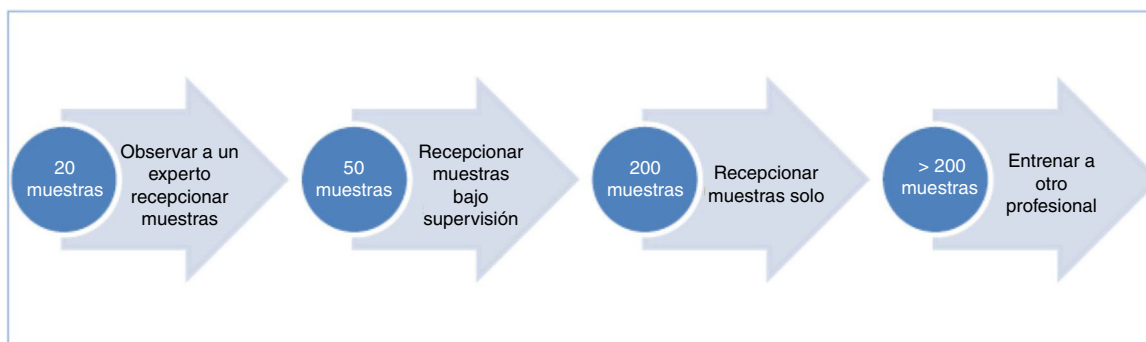 20
muestras
Observar a un
experto
recepcionar
muestras
50
muestras
Recepcionar
muestras
bajo
supervisión
200
muestras
Recepcionar
muestras solo
> 200
muestras
Entrenar a
otro
profesional